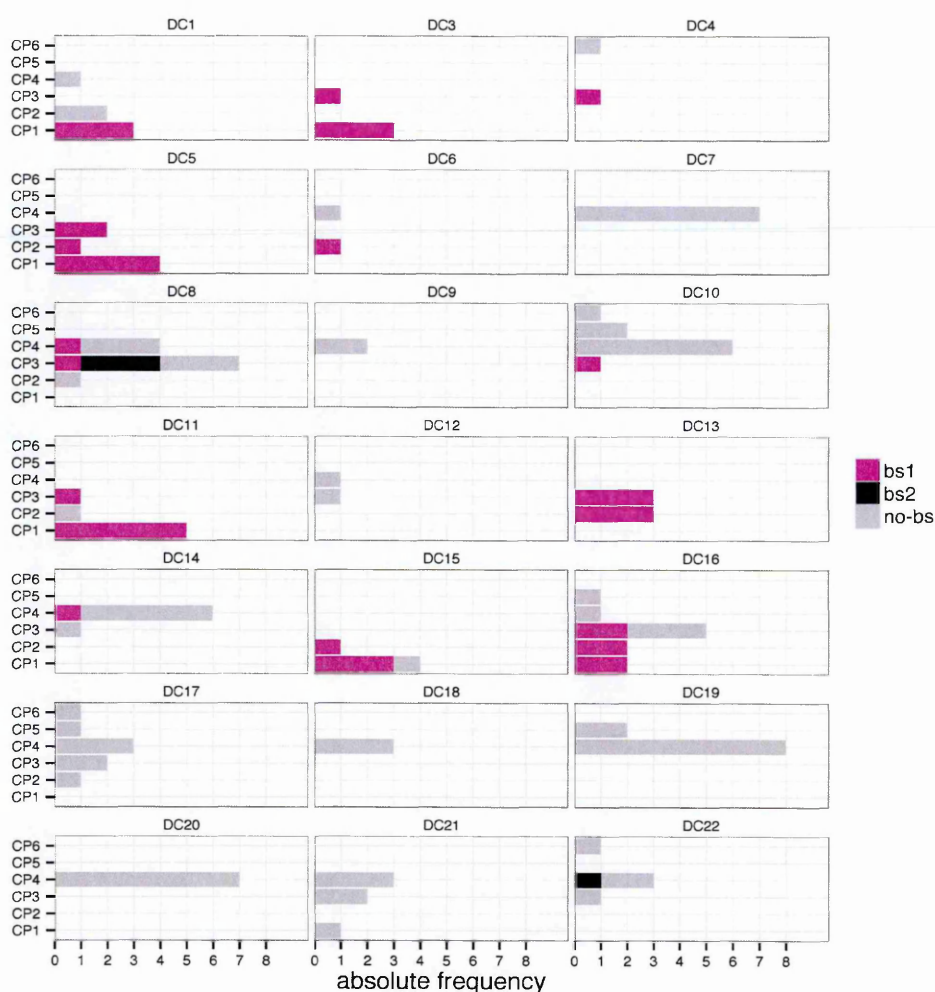 DC1 DC3 DC4
CP6
CP5
CP4
CP3
CP2
CP1
DC5 DC6 DC7
CP6
CP5
CP4
CP3
CP2
CP1
DC8 DC9 DC10
CP6
CP5
CP4
CP3
CP2
CP1
DC11 DC12 DC13
CP6
CP5
CP4
CP3
CP2
CP1
bs1
bs2
no-bs
DC14 DC15 DC16
CP6
CP5
CP4
CP3
CP2
CP1
DC17 DC18 DC19
CP6
CP5
CP4
CP3
CP2
CP1
DC20 DC21 DC22
CP6
CP5
CP4
CP3
CP2
CP1
0 1 2 3 4 5 6 7 8 0 1 2 3 4 5 6 7 8 0 1 2 3 4 5 6 7 8
absolute frequency